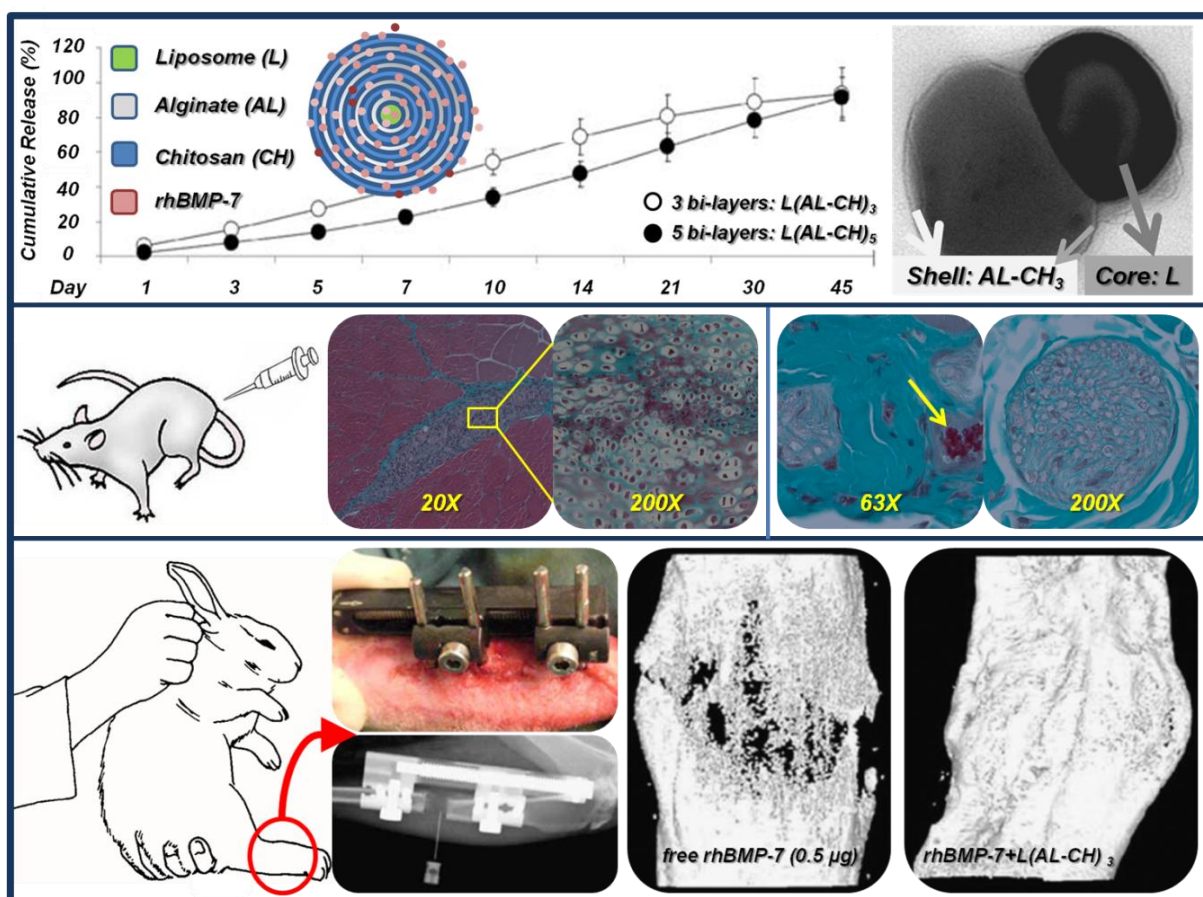 120
100
80
60
40
20
0
Cumulative Release (%)
Liposome (L)
Alginate (AL)
Chitosan (CH)
rhBMP-7
3 bi-layers: L(AL-CH)₃
5 bi-layers: L(AL-CH)₅
Day 1 3 5 7 10 14 21 30 45
Shell: AL-CH₃ Core: L
20X 200X 63X 200X
free rhBMP-7 (0.5 µg) rhBMP-7+L(AL-CH) ₃